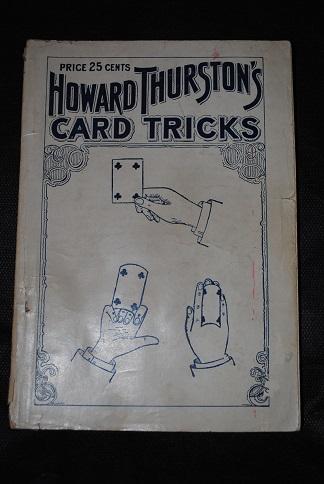 PRICE 25 CENTS
HOWARD THURSTON'S
CARD TRICKS